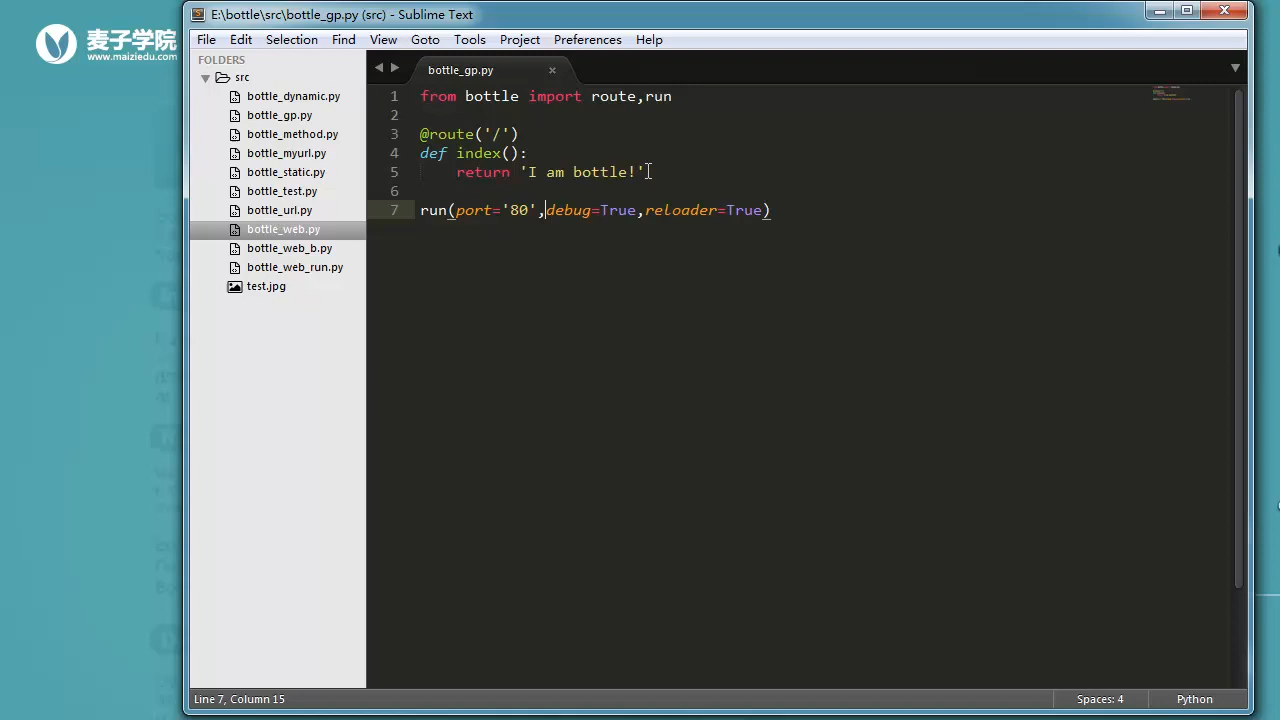 麦子学院
www.maiziedu.com
E:\bottle\src\bottle_gp.py (src) - Sublime Text
File Edit Selection Find View Goto Tools Project Preferences Help
FOLDERS
src
bottle_dynamic.py
bottle_gp.py
bottle_method.py
bottle_myurl.py
bottle_static.py
bottle_test.py
bottle_url.py
bottle_web.py
bottle_web_b.py
bottle_web_run.py
test.jpg
bottle_gp.py
1 from bottle import route,run
2
3 @route('/')
4 def index():
5 return 'I am bottle!'
6
7 run(port='80',debug=True,reloader=True)
Line 7, Column 15
Spaces: 4
Python